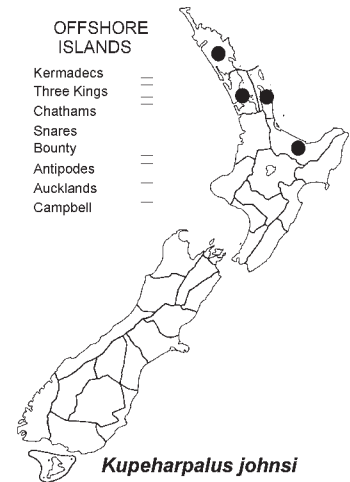 OFFSHORE
ISLANDS
Kermadecs
Three Kings
Chathams
Snares
Bounty
Antipodes
Aucklands
Campbell
Kupeharpalus johnsi